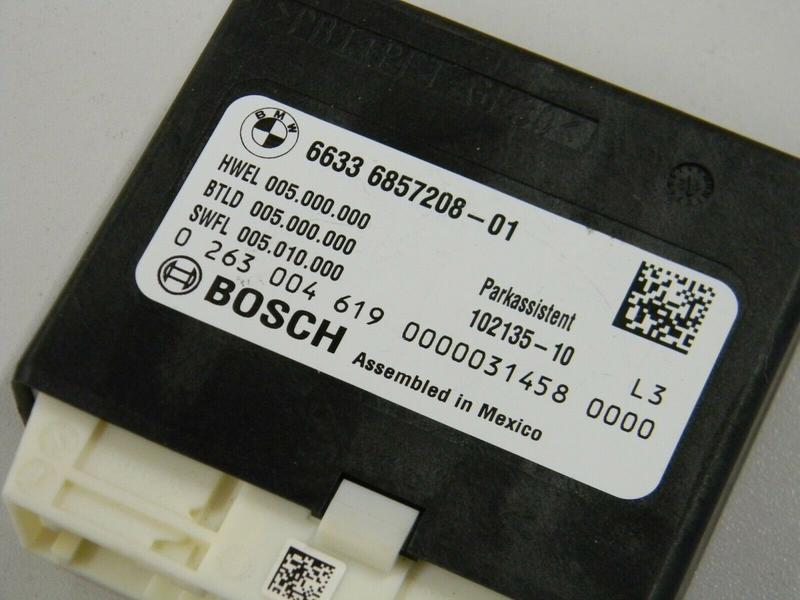 BMW
6633 6857208-01
HWEL 005.000.000
BTLD 005.000.000
SWFL 005.010.000
Parkassistent
102135-10
0 263 004 619 0000031458 0000
L3
BOSCH
Assembled in Mexico